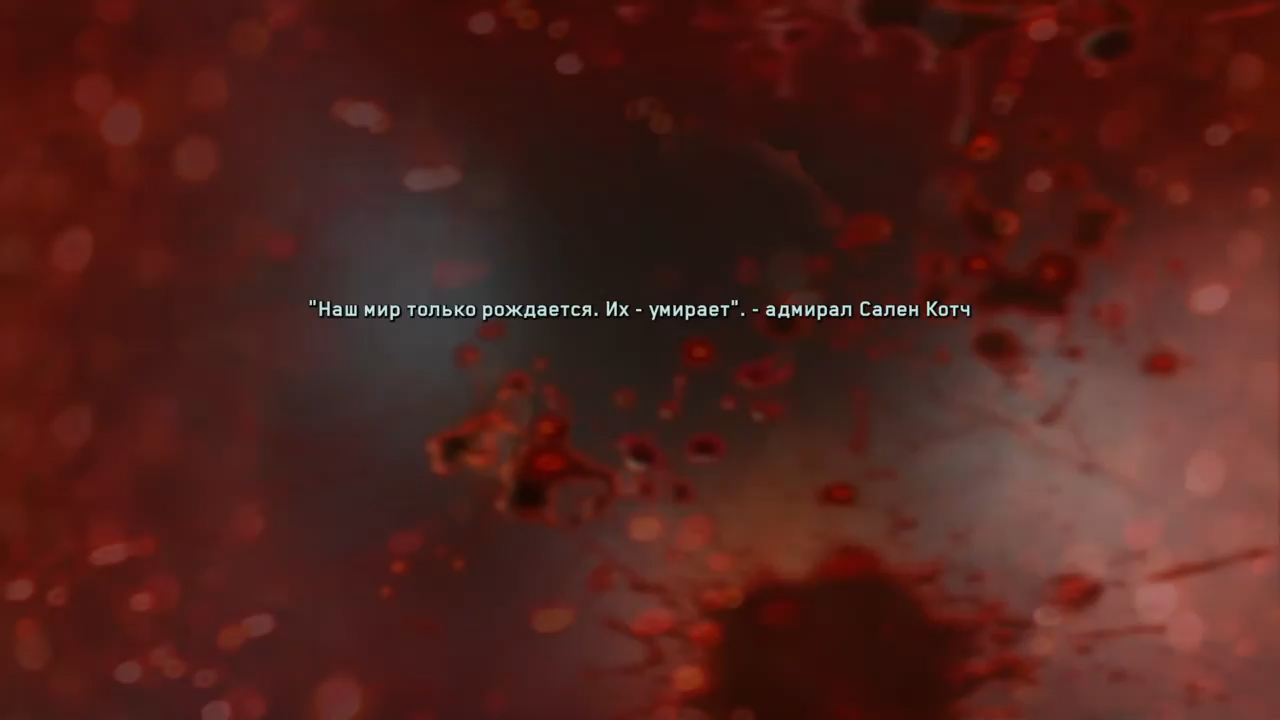 "Наш мир только рождается. Их - умирает". - адмирал Сален Котч